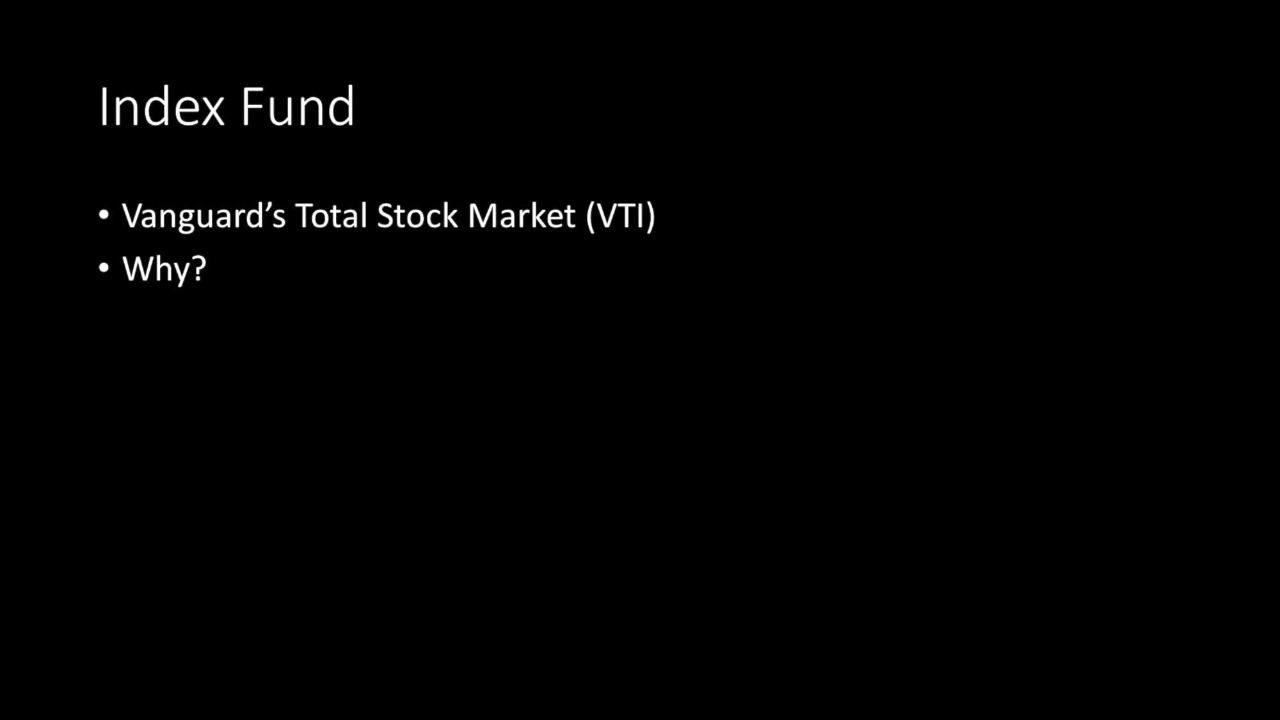 Index Fund
• Vanguard’s Total Stock Market (VTI)
• Why?